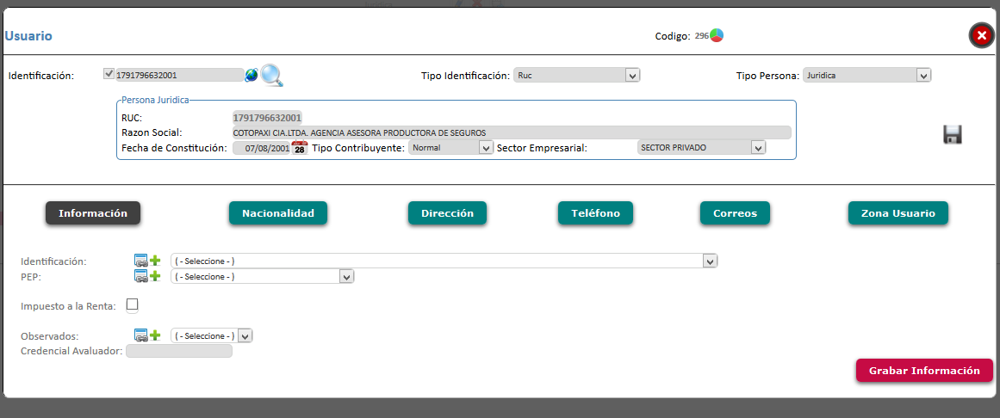 Usuario Codigo: 296
Identificación: 1791796632001 Tipo Identificación: Ruc Tipo Persona: Juridica
Persona Juridica
RUC: 1791796632001
Razon Social: COTOPAXI CIA.LTDA. AGENCIA ASESORA PRODUCTORA DE SEGUROS
Fecha de Constitución: 07/08/2001 28 Tipo Contribuyente: Normal Sector Empresarial: SECTOR PRIVADO
Información Nacionalidad Dirección Teléfono Correos Zona Usuario
Identificación: ( - Seleccione - )
PEP: ( - Seleccione - )
Impuesto a la Renta:
Observados: ( - Seleccione - )
Credencial Avaluador:
Grabar Información